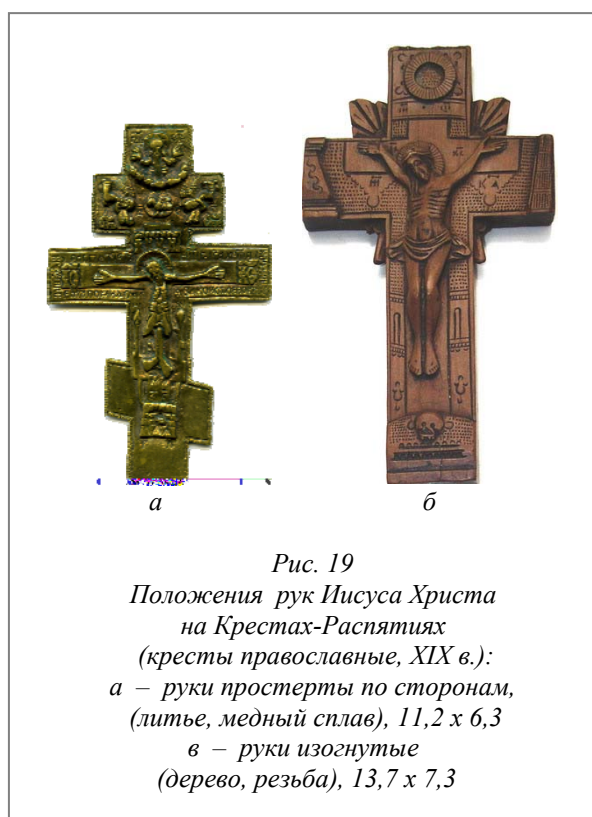 а
б
Рис. 19
Положения рук Иисуса Христа
на Крестах-Распятиях
(кресты православные, XIX в.):
а – руки простерты по сторонам,
(литье, медный сплав), 11,2 х 6,3
в – руки изогнутые
(дерево, резьба), 13,7 х 7,3